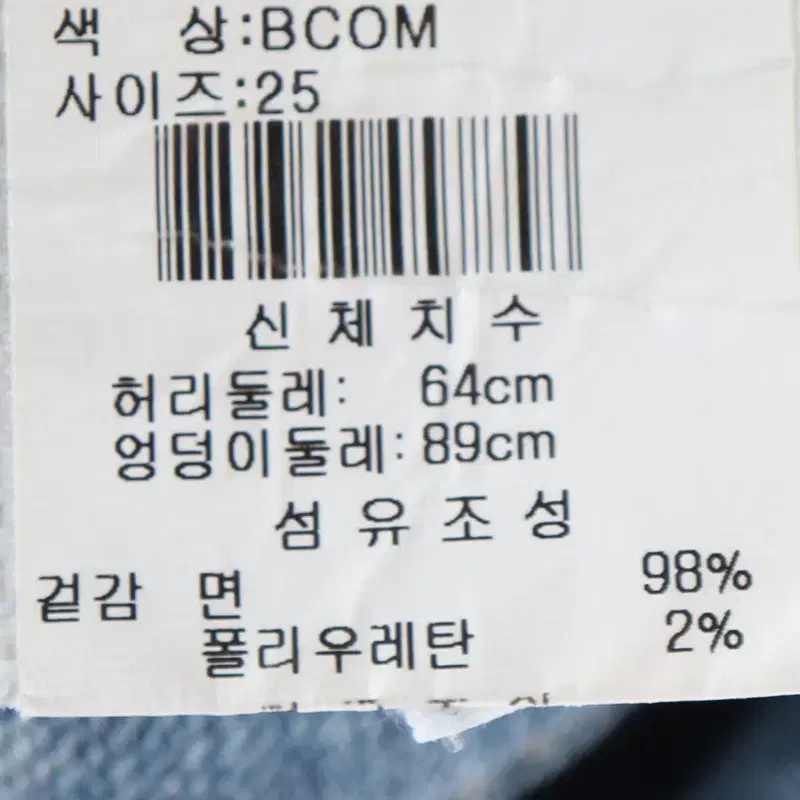 색 상:BCOM
사이즈:25
신 체 치 수
허리둘레: 64cm
엉덩이둘레: 89cm
섬 유 조 성
겉감 면 98%
폴리우레탄 2%